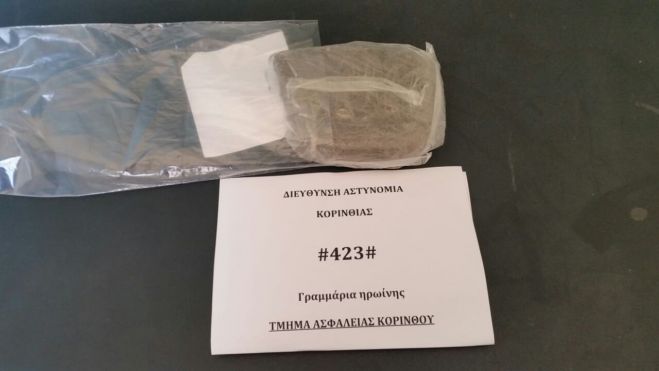 ΔΙΕΥΘΥΝΣΗ ΑΣΤΥΝΟΜΙΑ
ΚΟΡΙΝΘΙΑΣ
#423#
Γραμμάρια ηρωίνης
ΤΜΗΜΑ ΑΣΦΑΛΕΙΑΣ ΚΟΡΙΝΘΟΥ